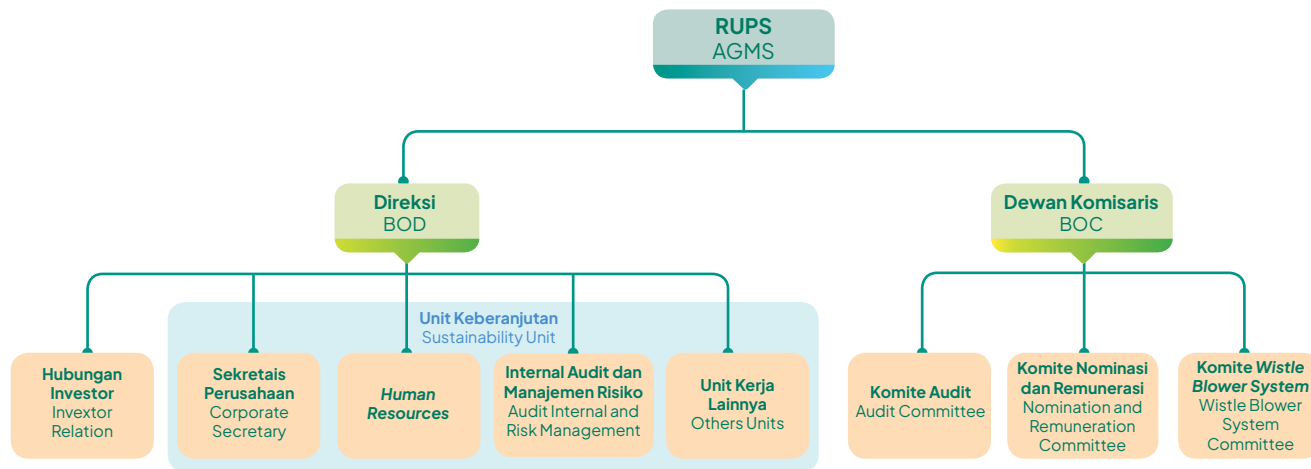 RUPS
AGMS
Direksi
BOD
Dewan Komisaris
BOC
Unit Keberanjutan
Sustainability Unit
Hubungan
Investor
Invextor
Relation
Sekretais
Perusahaan
Corporate
Secretary
Human
Resources
Internal Audit dan
Manajemen Risiko
Audit Internal and
Risk Management
Unit Kerja
Lainnya
Others Units
Komite Audit
Audit Committee
Komite Nominasi
dan Remunerasi
Nomination and
Remuneration
Committee
Komite Wistle
Blower System
Wistle Blower
System
Committee